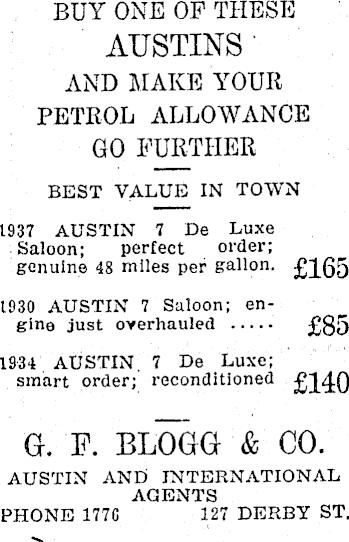 BUY ONE OF THESE
AUSTINS
AND MAKE YOUR
PETROL ALLOWANCE
GO FURTHER
BEST VALUE IN TOWN
1937 AUSTIN 7 De Luxe
Saloon; perfect order;
genuine 48 miles per gallon. £165
1930 AUSTIN 7 Saloon; en-
gine just overhauled ..... £85
1934 AUSTIN 7 De Luxe;
smart order; reconditioned £140
G. F. BLOGG & CO.
AUSTIN AND INTERNATIONAL
AGENTS
PHONE 1776 127 DERBY ST.